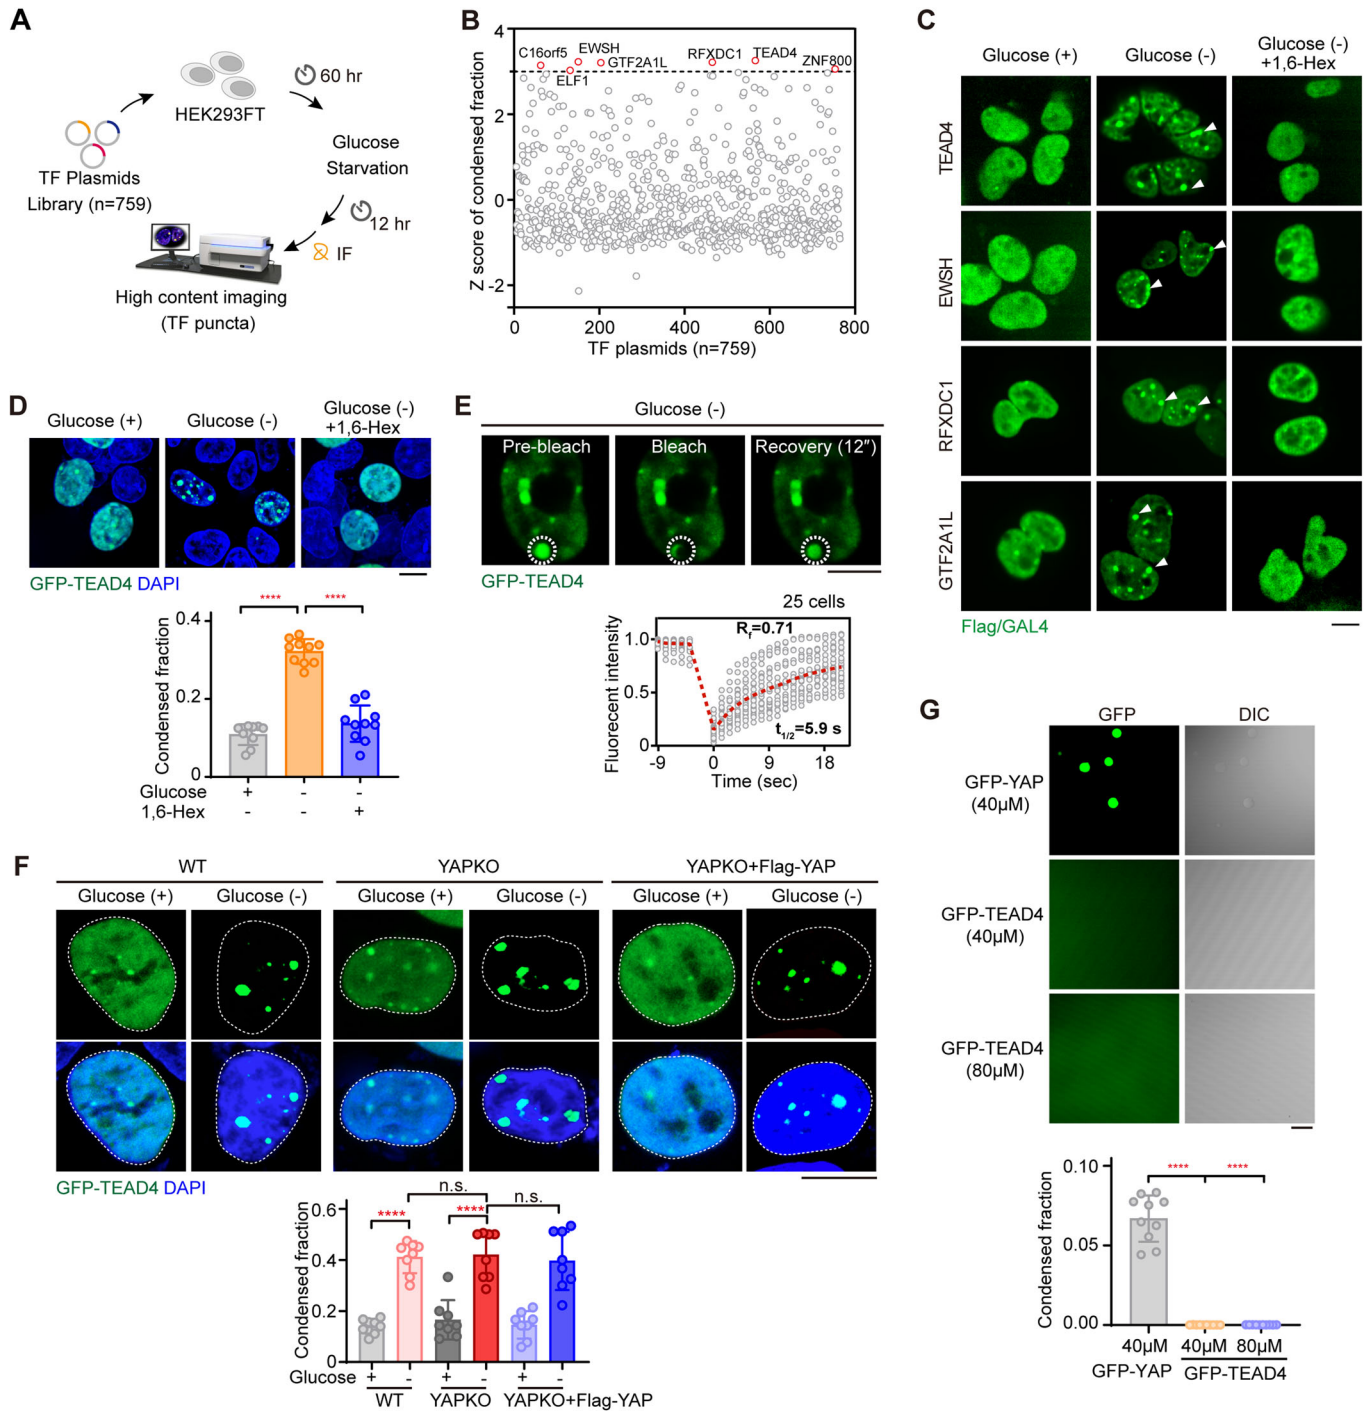 A
HEK293FT
60 hr
TF Plasmids
Library (n=759)
Glucose
Starvation
12 hr
IF
High content imaging
(TF puncta)
B
Z score of condensed fraction
4
2
0
-2
C16orf5
EWSH
ELF1
GTF2A1L
RFXDC1
TEAD4
ZNF800
0
200
400
600
800
TF plasmids (n=759)
C
Glucose (+)
Glucose (-)
Glucose (-)
+1,6-Hex
TEAD4
EWSH
RFXDC1
GTF2A1L
Flag/GAL4
D
Glucose (+)
Glucose (-)
Glucose (-)
+1,6-Hex
GFP-TEAD4 DAPI
Condensed fraction
0.4
0.2
0
****
****
Glucose + - -
1,6-Hex - - +
E
Glucose (-)
Pre-bleach
Bleach
Recovery (12″)
GFP-TEAD4
25 cells
Fluorecent intensity
1.0
0.5
0
Rf=0.71
t1/2=5.9 s
-9
0
9
18
Time (sec)
F
WT
YAPKO
YAPKO+Flag-YAP
Glucose (+)
Glucose (-)
Glucose (+)
Glucose (-)
Glucose (+)
Glucose (-)
GFP-TEAD4 DAPI
Condensed fraction
0.6
0.4
0.2
0
****
n.s.
****
n.s.
Glucose + - + - + -
WT
YAPKO
YAPKO+Flag-YAP
G
GFP
DIC
GFP-YAP
(40µM)
GFP-TEAD4
(40µM)
GFP-TEAD4
(80µM)
Condensed fraction
0.10
0.05
0.00
****
****
40µM
40µM
80µM
GFP-YAP
GFP-TEAD4